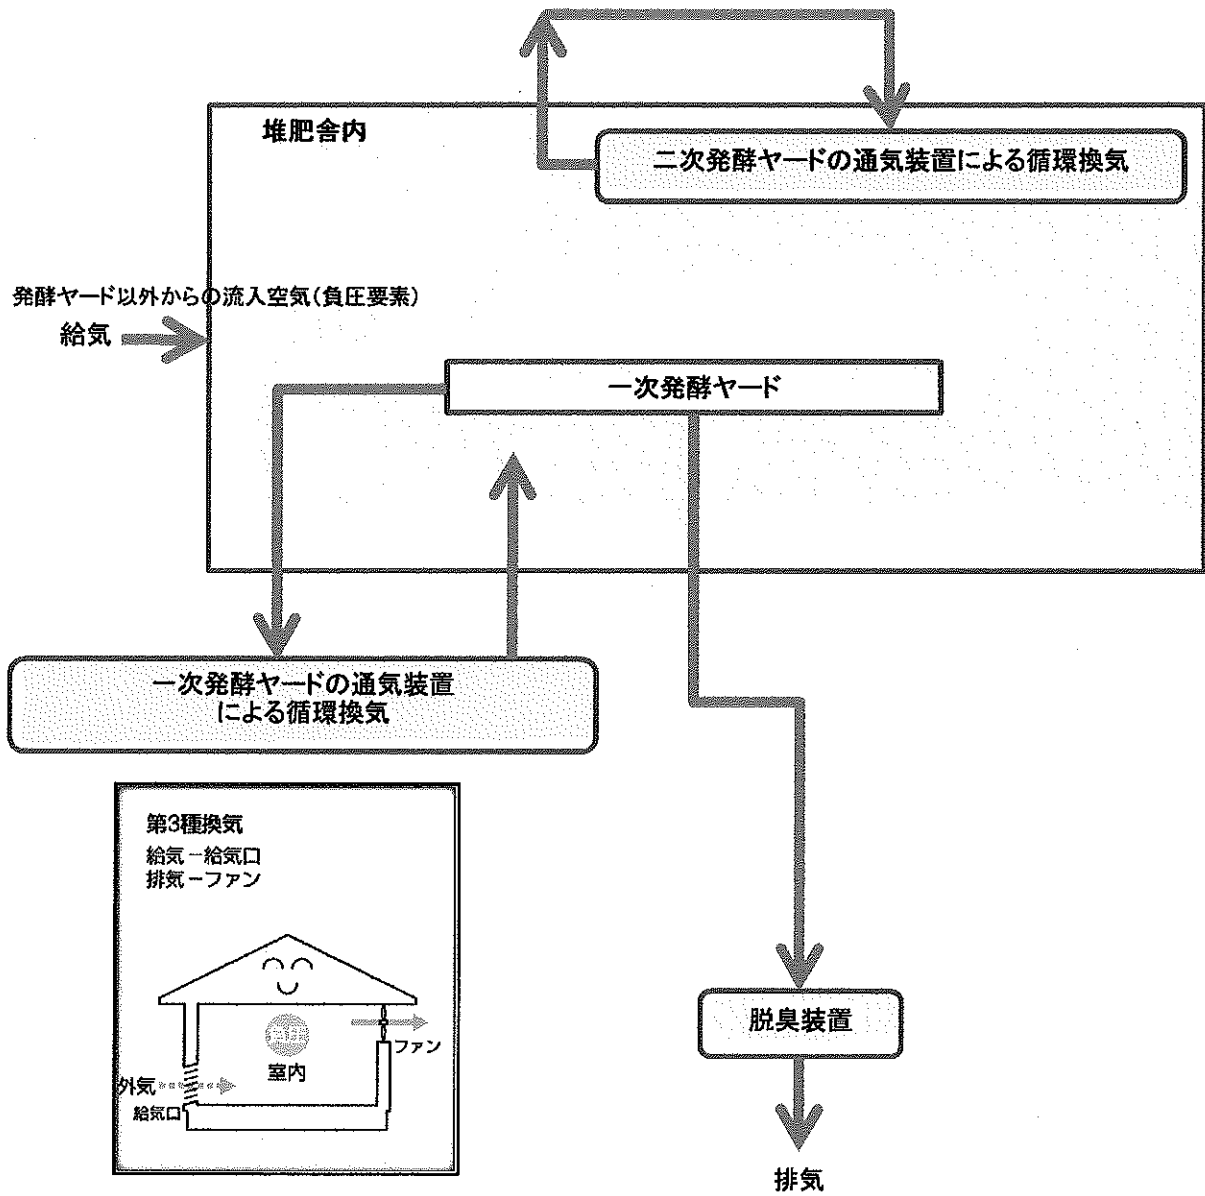 堆肥舎内
二次発酵ヤードの通気装置による循環換気
発酵ヤード以外からの流入空気(負圧要素)
給気
一次発酵ヤード
一次発酵ヤードの通気装置
による循環換気
第3種換気
給気－給気口
排気－ファン
ファン
室内
外気
給気口
脱臭装置
排気